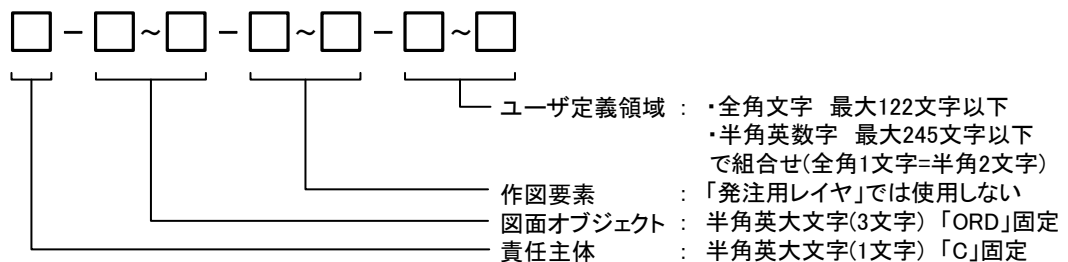 □-□~□-□~□-□~□
ユーザ定義領域 : ・全角文字 最大122文字以下
・半角英数字 最大245文字以下
で組合せ(全角1文字=半角2文字)
作図要素 : 「発注用レイヤ」では使用しない
図面オブジェクト : 半角英大文字(3文字) 「ORD」固定
責任主体 : 半角英大文字(1文字) 「C」固定